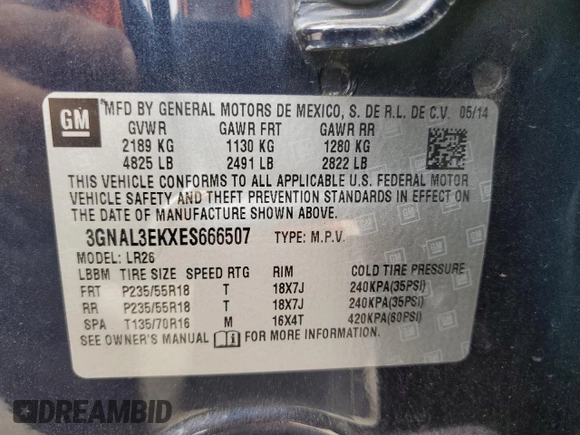 GM
MFD BY GENERAL MOTORS DE MEXICO, S. DE R.L. DE C.V. 05/14
GVWR GAWR FRT GAWR RR
2189 KG 1130 KG 1280 KG
4825 LB 2491 LB 2822 LB
THIS VEHICLE CONFORMS TO ALL APPLICABLE U.S. FEDERAL MOTOR
VEHICLE SAFETY AND THEFT PREVENTION STANDARDS IN EFFECT ON
THE DATE OF MANUFACTURE SHOWN ABOVE.
3GNAL3EKXES666507 TYPE: M.P.V.
MODEL: LR26
LBBM TIRE SIZE SPEED RTG RIM COLD TIRE PRESSURE
FRT P235/55R18 T 18X7J 240KPA(35PSI)
RR P235/55R18 T 18X7J 240KPA(35PSI)
SPA T135/70R16 M 16X4T 420KPA(60PSI)
SEE OWNER'S MANUAL FOR MORE INFORMATION.
DREAMBID